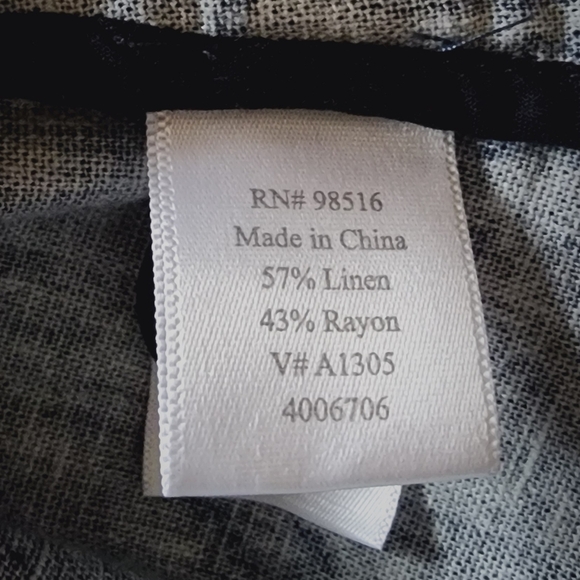 RN# 98516
Made in China
57% Linen
43% Rayon
V# A1305
4006706